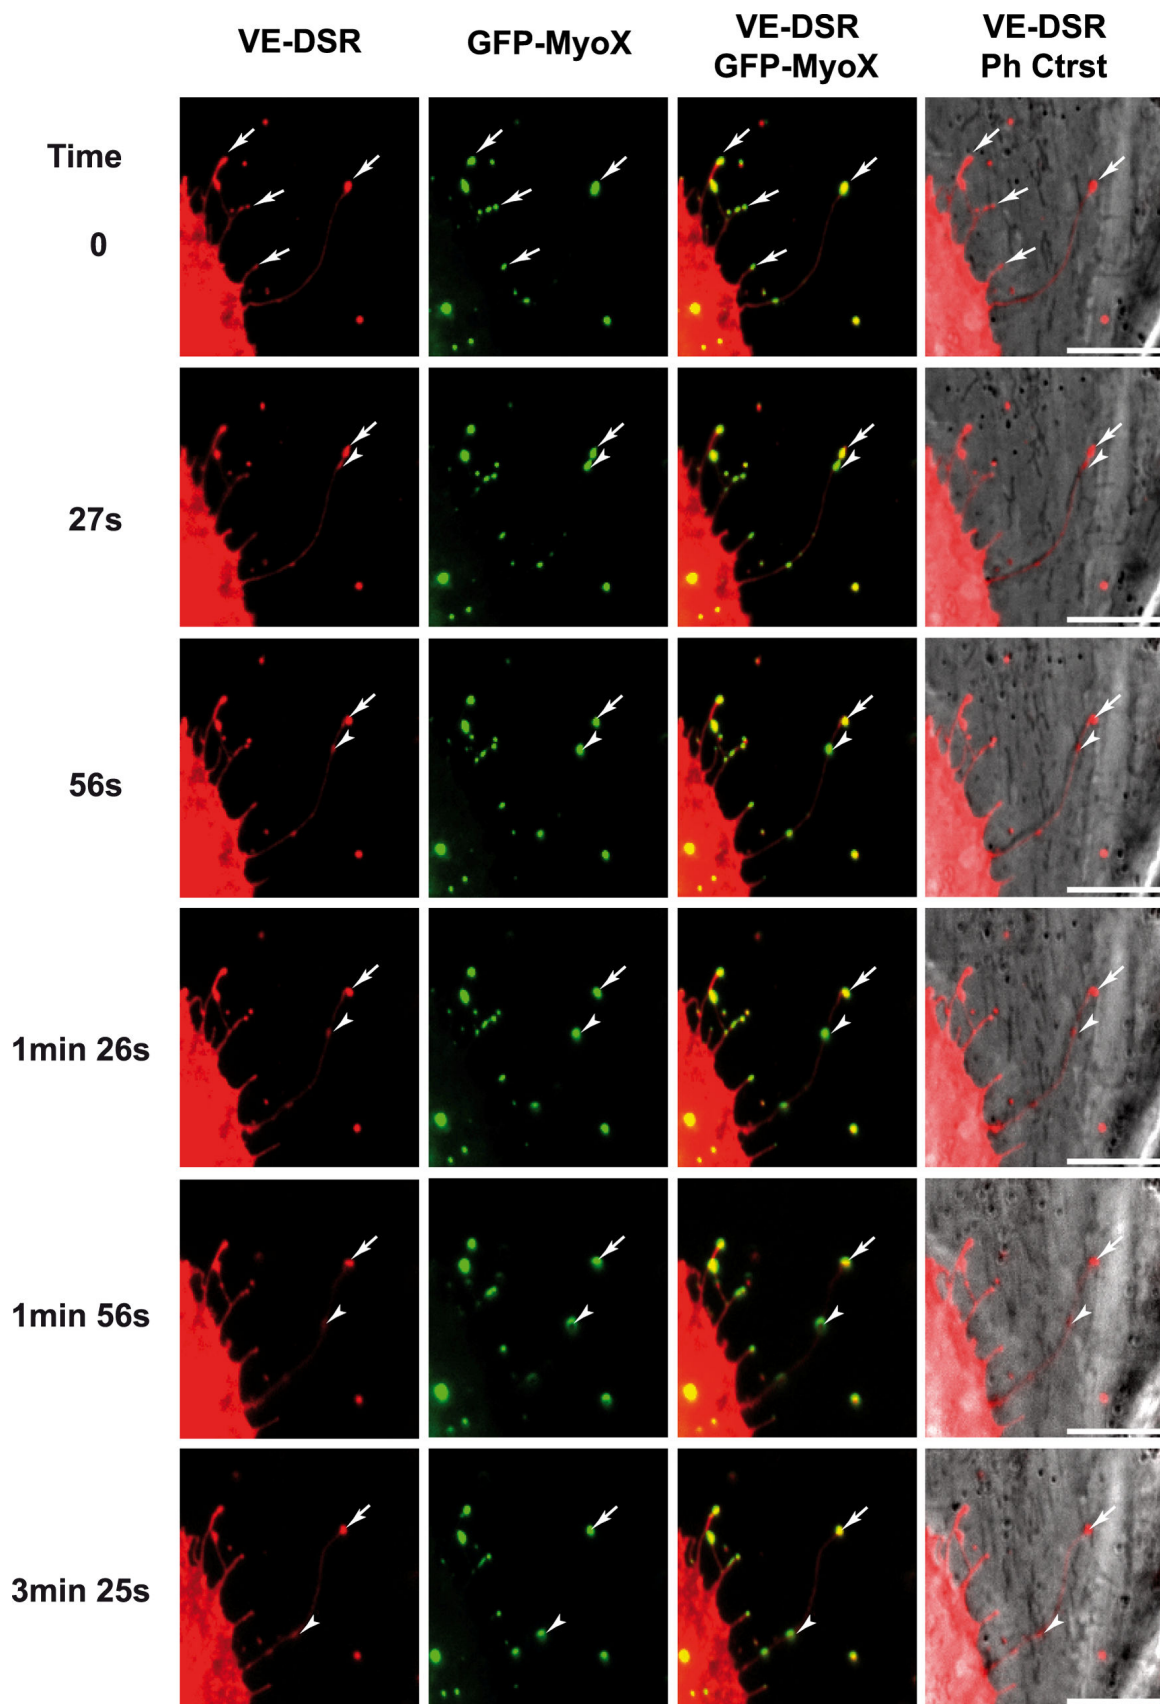 VE-DSR
GFP-MyoX
VE-DSR
GFP-MyoX
VE-DSR
Ph Ctrst
Time
0
27s
56s
1min 26s
1min 56s
3min 25s